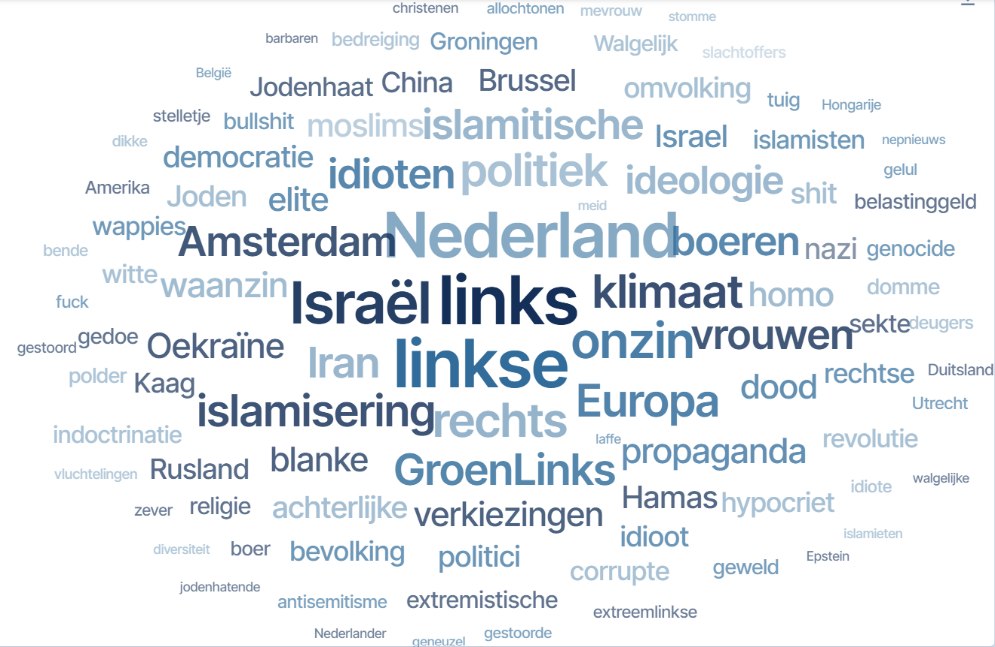 christenen allochtonen mevrouw stomme
barbaren bedreiging Groningen Walgelijk slachtoffers
België Jodenhaat China Brussel omvolking tuig Hongarije
stelletje bullshit moslims islamitische Israel islamisten nepnieuws
dikke democratie idioten politiek ideologie gelul
Amerika Joden elite meid shit belastinggeld
wappies Amsterdam Nederland boeren nazi genocide
bende witte waanzin Israël links klimaat homo domme
fuck gedoe vrouwen sekte deugers
gestoord Oekraïne Iran linkse onzin
polder Kaag dood rechtse Duitsland
islamisering rechts Europa Utrecht
indoctrinatie laffe propaganda revolutie
vluchtelingen Rusland blanke GroenLinks walgelijke
zever religie achterlijke verkiezingen Hamas hypocriet idiote
diversiteit boer bevolking politici idioot islamieten
corrupte geweld Epstein
jodenhatende antisemitisme extremistische extreemlinkse
Nederlander geneuzel gestoorde